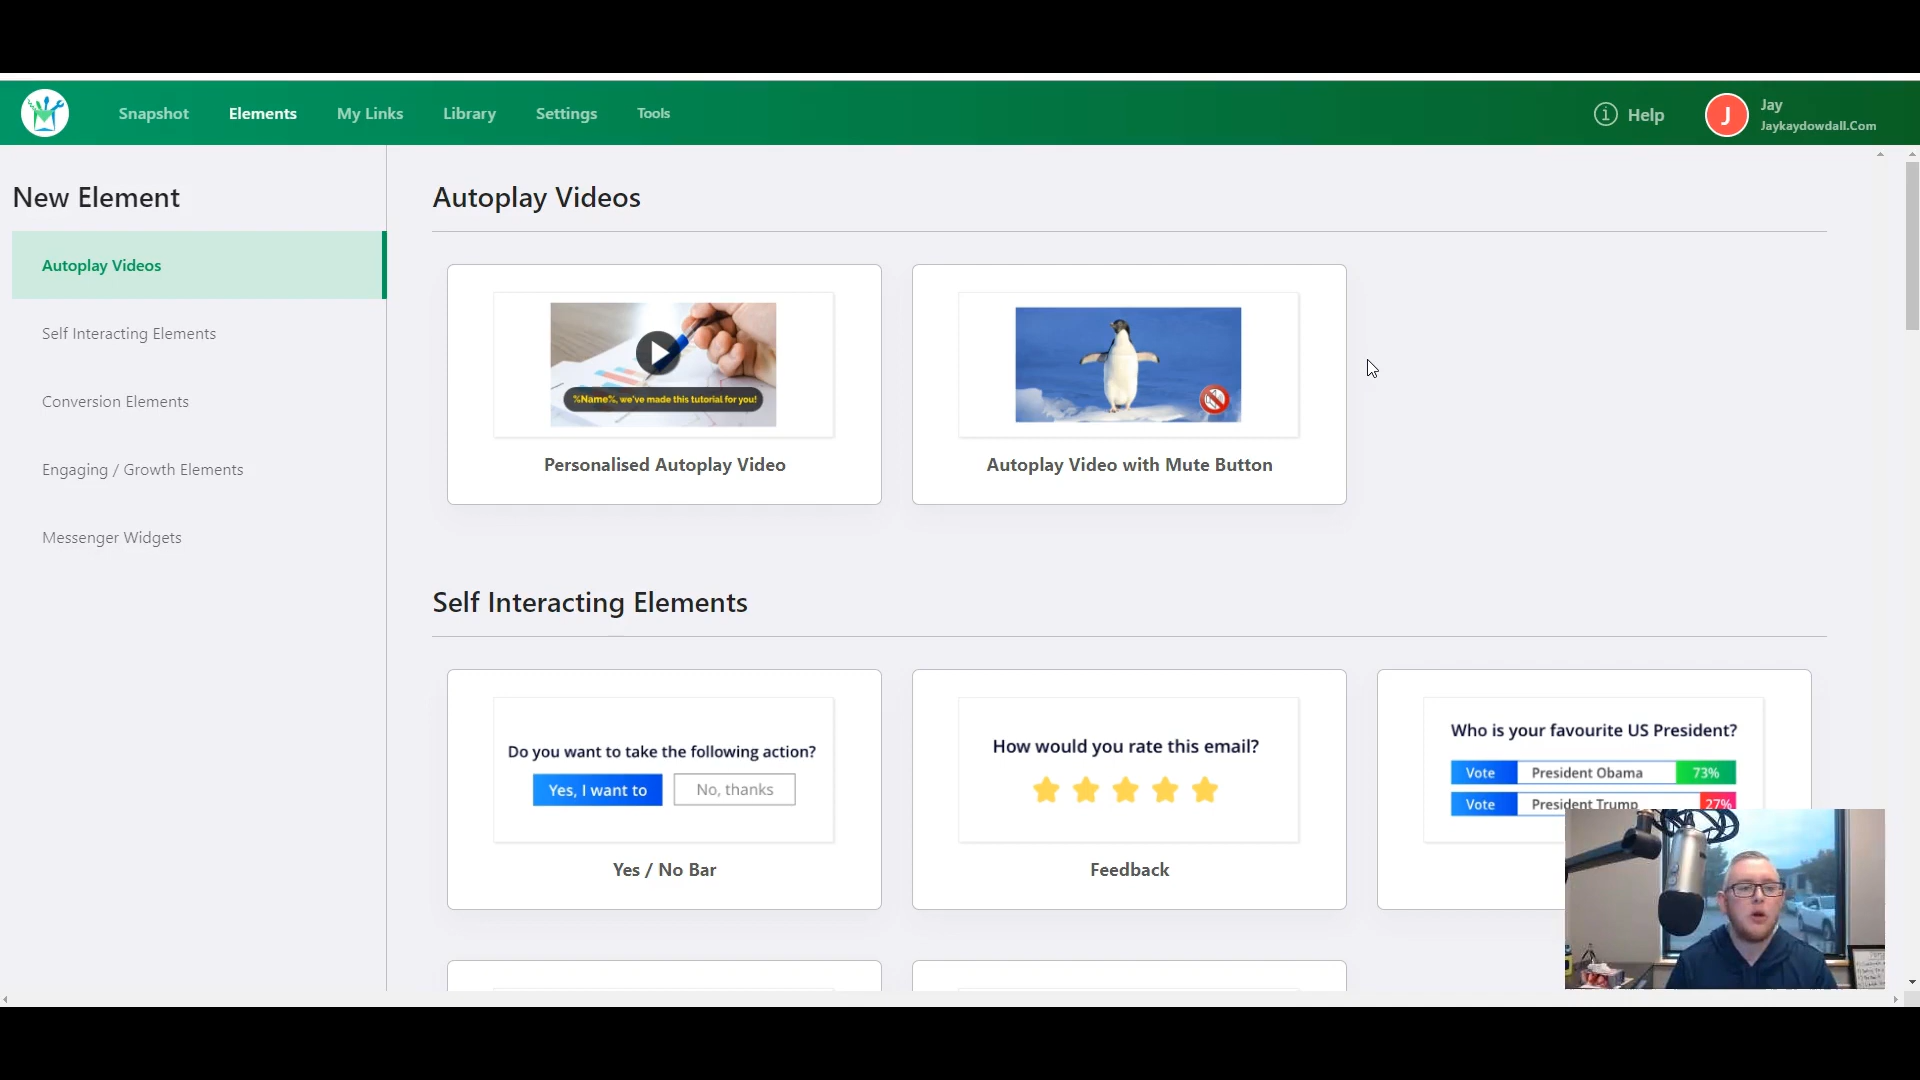 Snapshot Elements My Links Library Settings Tools Help J Jay
Jaykaydowdall.Com
New Element
Autoplay Videos
Self Interacting Elements
Conversion Elements
Engaging / Growth Elements
Messenger Widgets
Autoplay Videos
%Name%, we've made this tutorial for you!
Personalised Autoplay Video
Autoplay Video with Mute Button
Self Interacting Elements
Do you want to take the following action?
Yes, I want to No, thanks
Yes / No Bar
How would you rate this email?
Feedback
Who is your favourite US President?
Vote President Obama 73%
Vote President Trump 27%